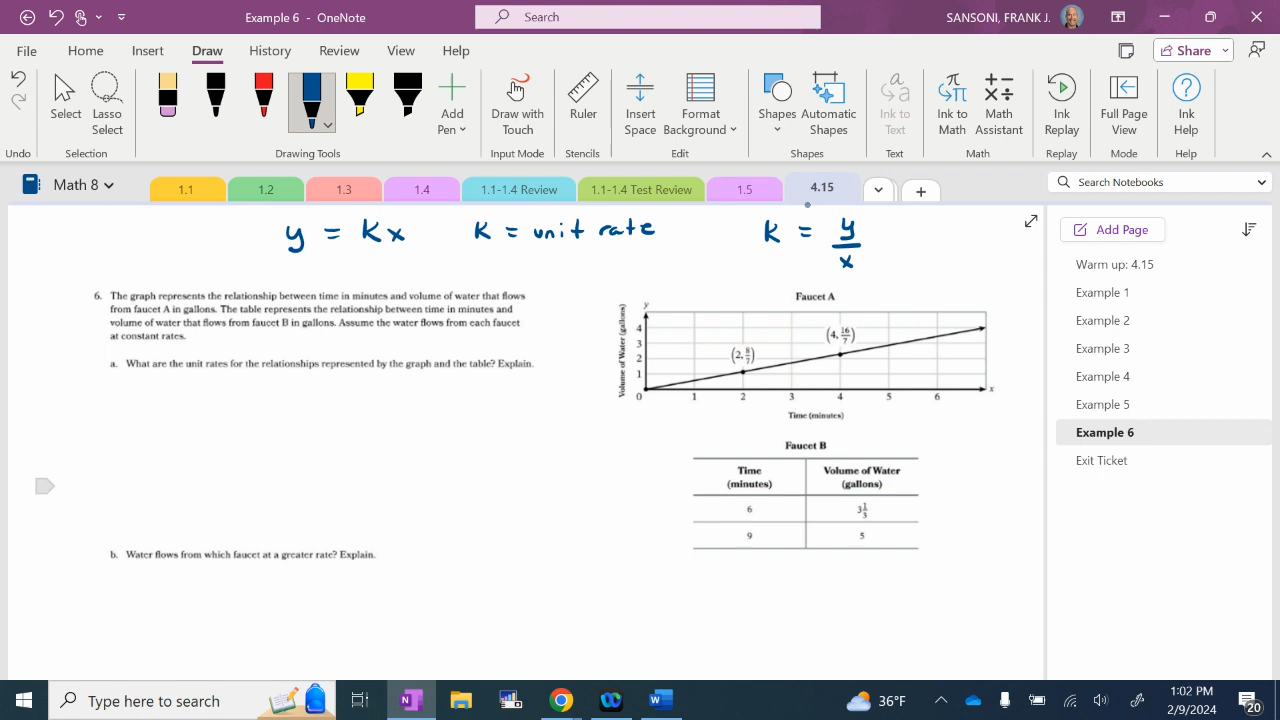 Example 6 - OneNote
Search
SANSONI, FRANK J.
File Home Insert Draw History Review View Help
Share
Select
Lasso Select
Add Pen
Draw with Touch
Ruler
Insert Space
Format Background
Shapes
Automatic Shapes
Ink to Text
Ink to Math
Math Assistant
Ink Replay
Full Page View
Ink Help
Undo Selection Drawing Tools Input Mode Stencils Edit Shapes Text Math Replay Mode Help
Math 8 1.1 1.2 1.3 1.4 1.1-1.4 Review 1.1-1.4 Test Review 1.5 4.15
Search Notebooks
Add Page
Warm up: 4.15
Example 1
Example 2
Example 3
Example 4
Example 5
Example 6
Exit Ticket
y = kx k = unit rate k = y/x
6. The graph represents the relationship between time in minutes and volume of water that flows
from faucet A in gallons. The table represents the relationship between time in minutes and
volume of water that flows from faucet B in gallons. Assume the water flows from each faucet
at constant rates.
a. What are the unit rates for the relationships represented by the graph and the table? Explain.
b. Water flows from which faucet at a greater rate? Explain.
Faucet A
y
Volume of Water (gallons)
4
3
2
1
0 1 2 3 4 5 6 x
(2, 8/7)
(4, 16/7)
Time (minutes)
Faucet B
Time (minutes) Volume of Water (gallons)
6 3 1/3
9 5
Type here to search
36°F
1:02 PM
2/9/2024
20